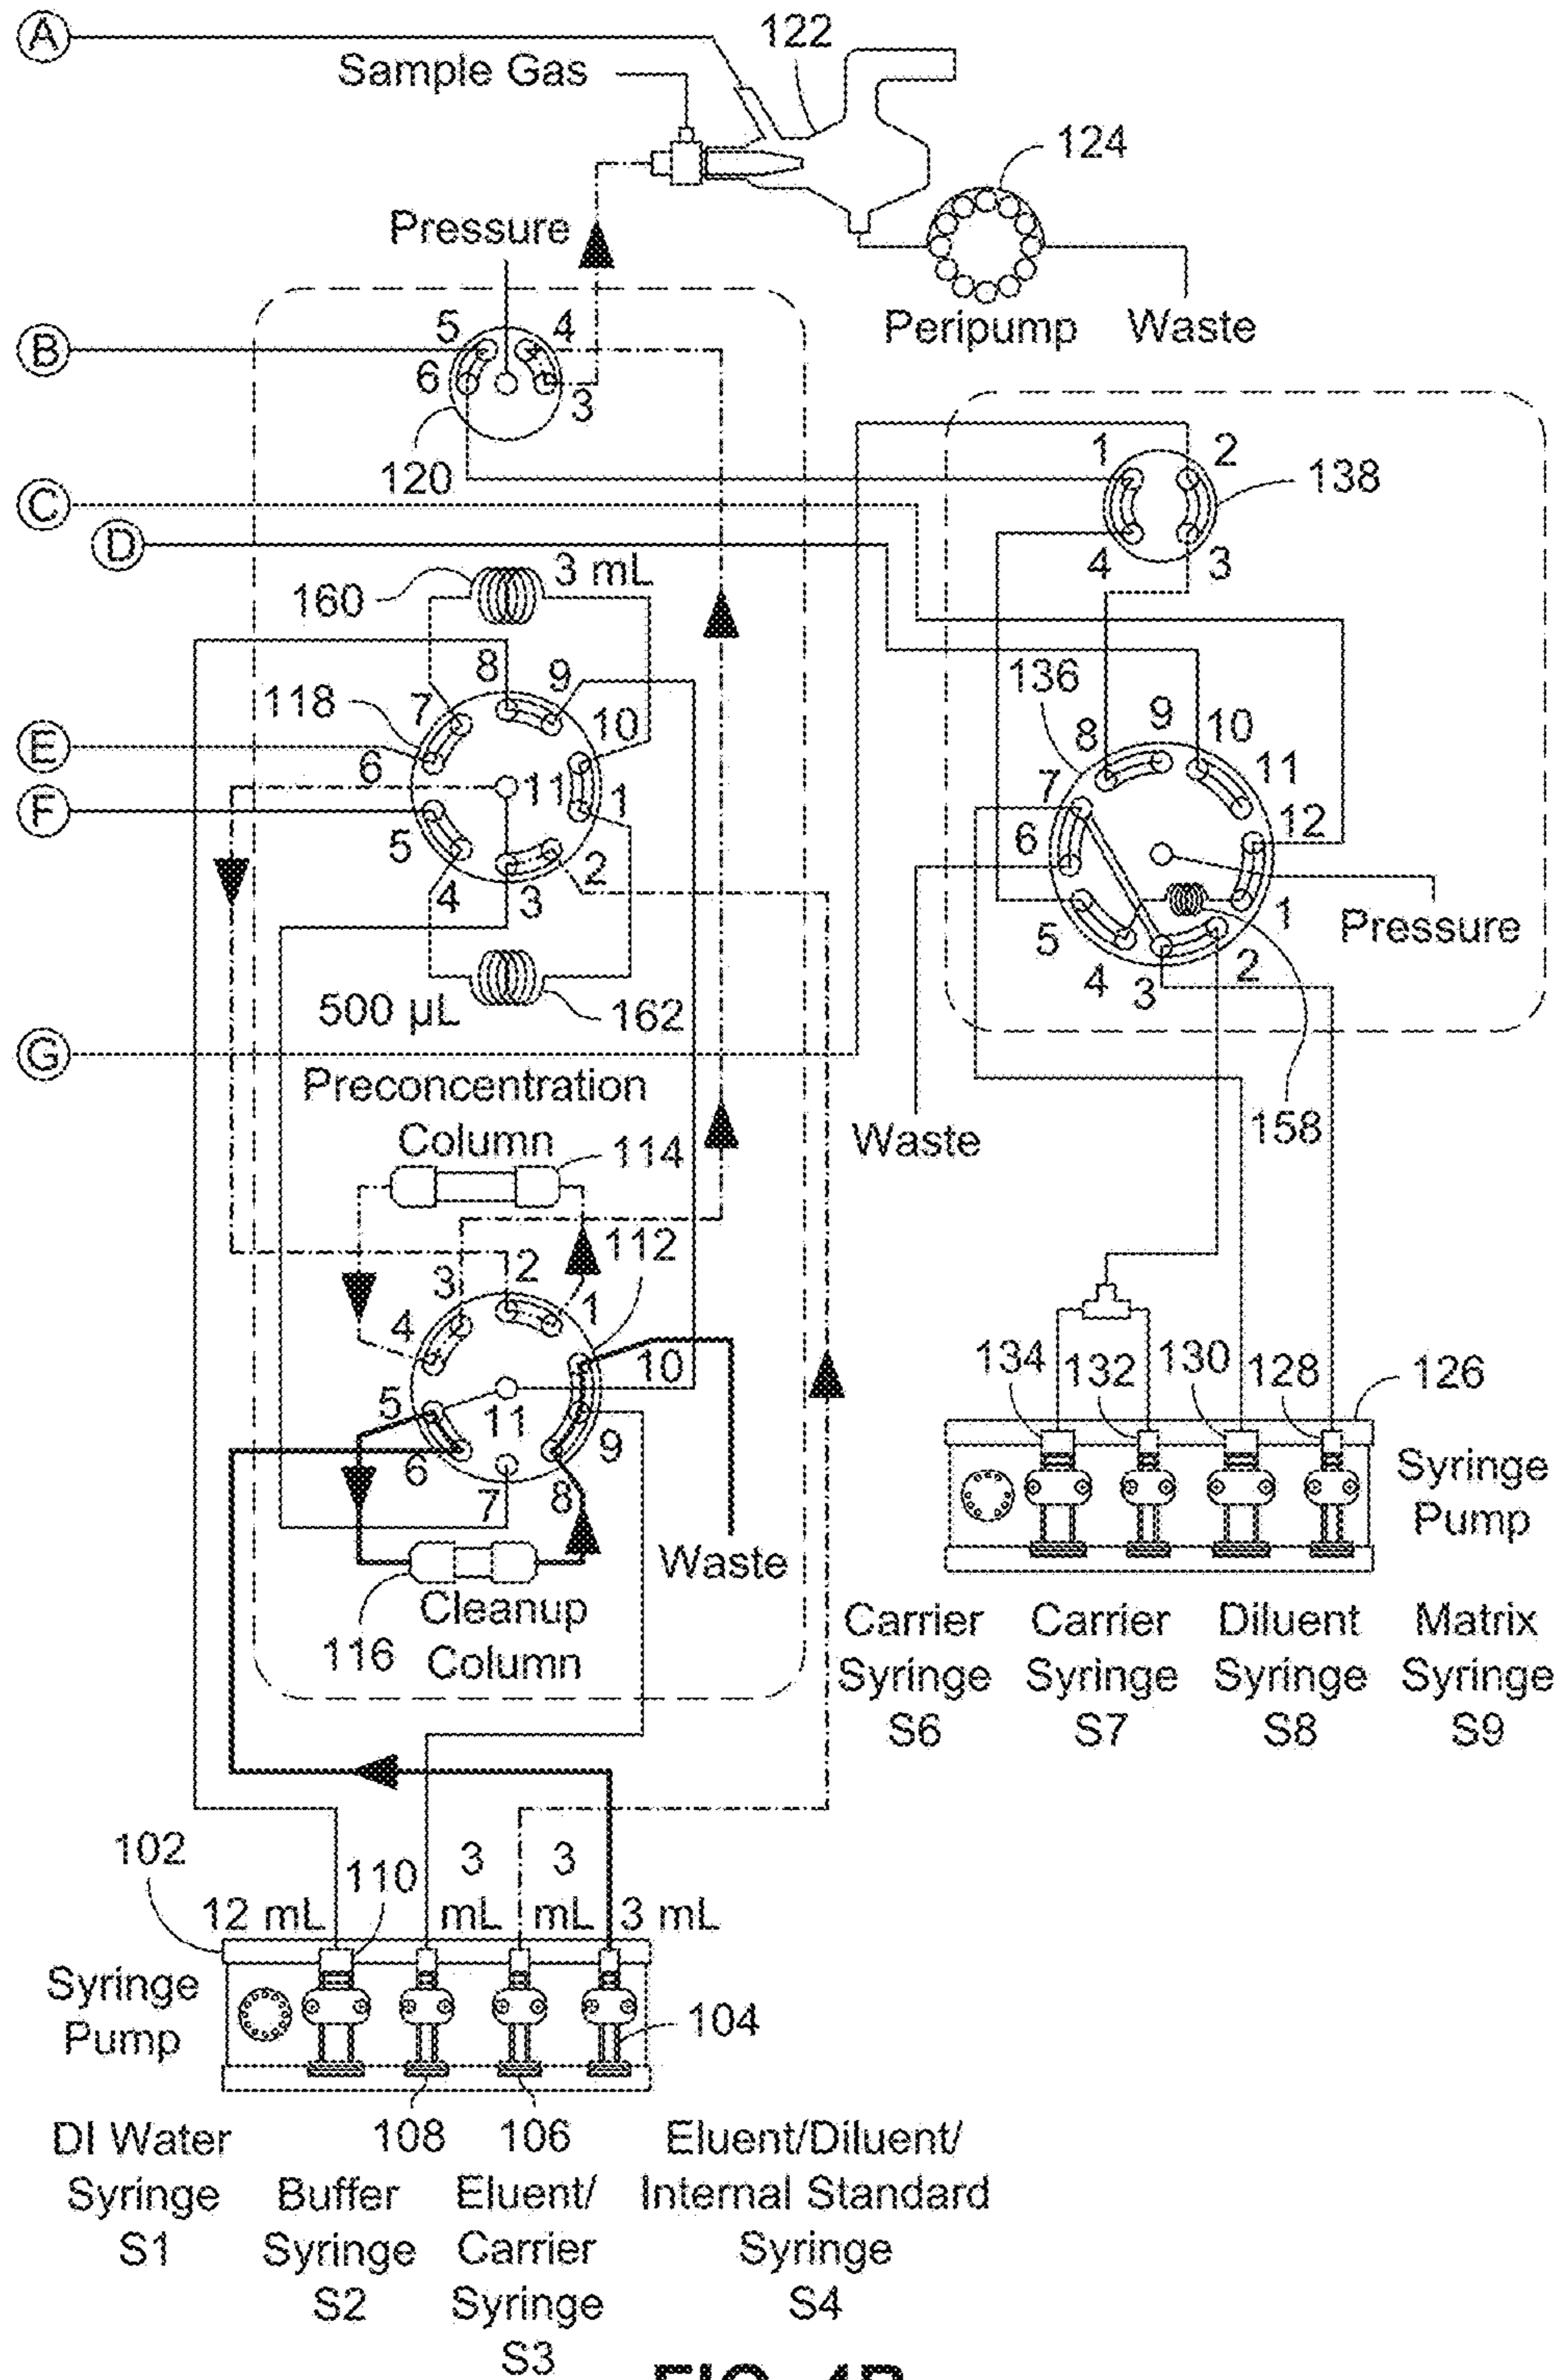 A
122
Sample Gas
124
Pressure
B
5
4
6
3
120
Peripump
Waste
1
2
138
4
3
C
D
3 mL
160
8
9
7
10
118
E
6
11
1
F
5
2
4
3
136
9
10
8
11
7
12
6
1
5
2
4
3
Pressure
500 µL
162
G
158
Waste
Preconcentration
Column
114
112
3
2
1
4
10
5
11
9
6
7
8
Waste
Cleanup
116
Column
134
132
130
128
126
Syringe
Pump
Carrier
Syringe
S6
Carrier
Syringe
S7
Diluent
Syringe
S8
Matrix
Syringe
S9
102
110
12 mL
3
mL
3
mL
3 mL
Syringe
Pump
104
108
106
DI Water
Syringe
S1
Buffer
Syringe
S2
Eluent/
Carrier
Syringe
S3
Eluent/Diluent/
Internal Standard
Syringe
S4